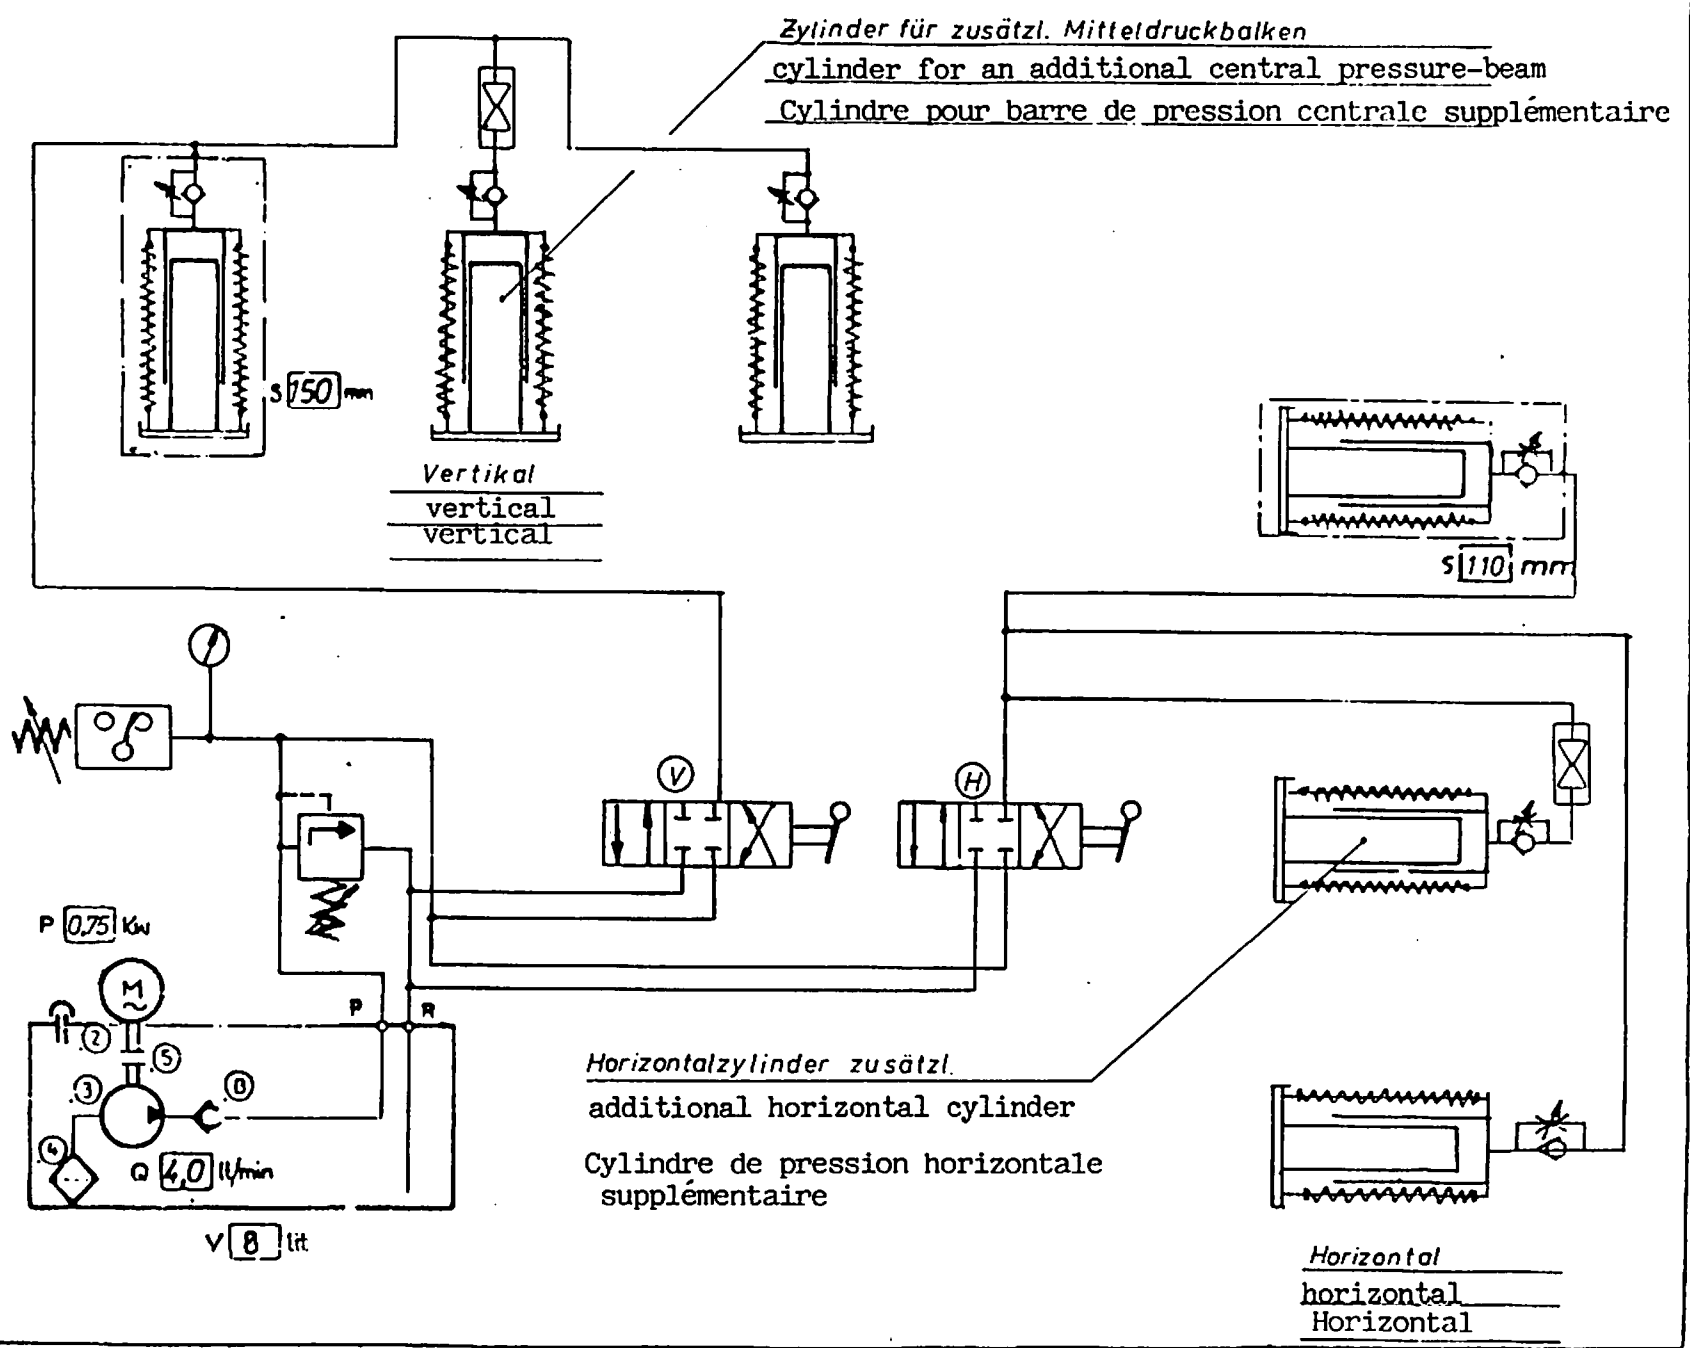 Zylinder für zusätzl. Mitteldruckbalken
cylinder for an additional central pressure-beam
Cylindre pour barre de pression centrale supplémentaire
S 150 mm
Vertikal
vertical
vertical
S 110 mm
V
H
P 0,75 Kw
M
~
P
R
2
5
3
8
4
Q 4,0 lt/min
V 8 lit
Horizontalzylinder zusätzl.
additional horizontal cylinder
Cylindre de pression horizontale
supplémentaire
Horizontal
horizontal
Horizontal